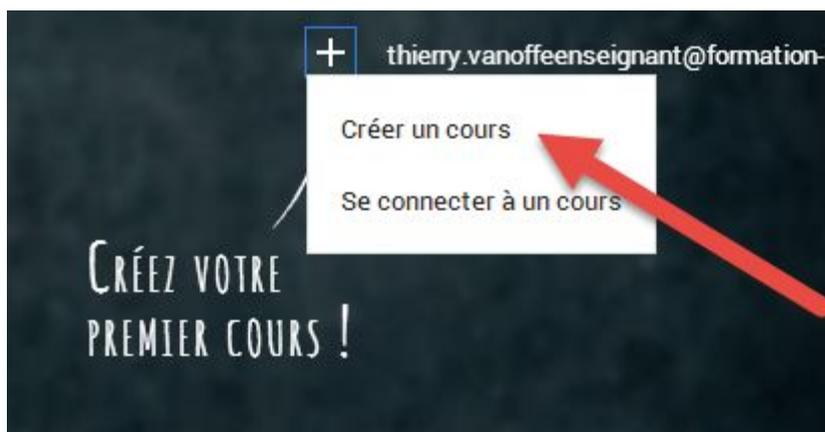 + thierry.vanoffeenseignant@formation-
Créer un cours
Se connecter à un cours
CRÉEZ VOTRE
PREMIER COURS !